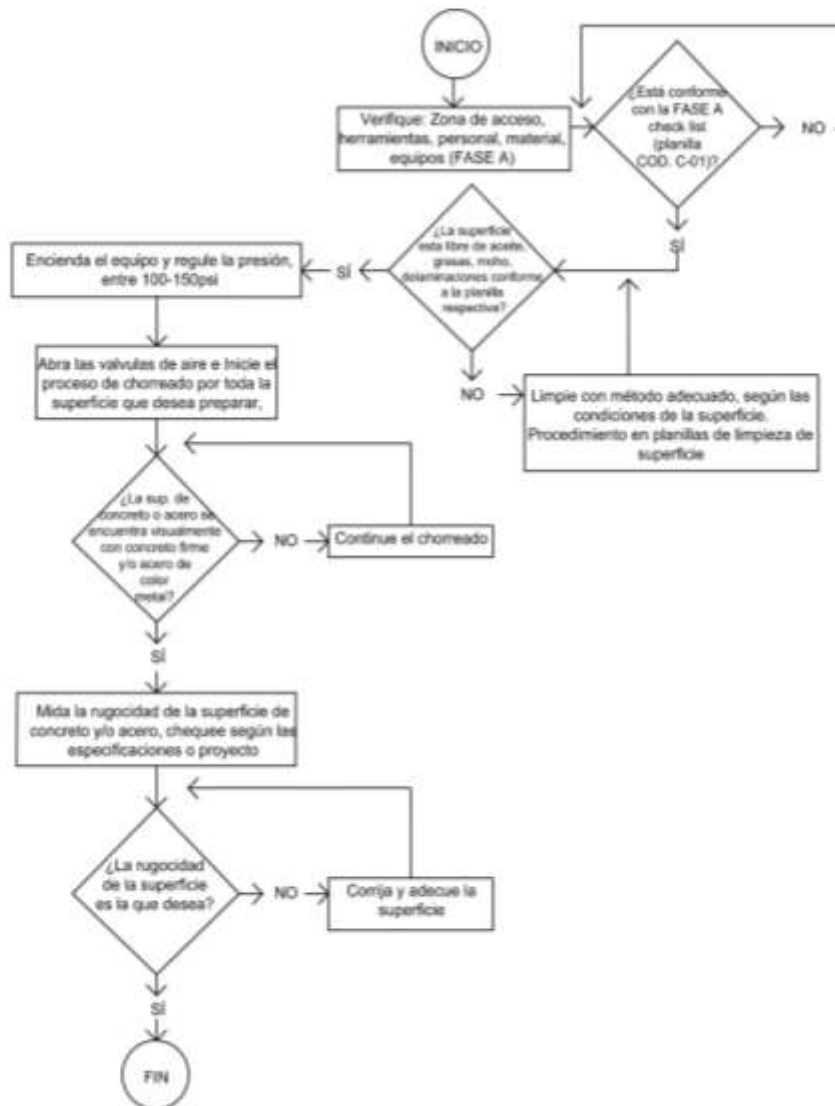 INICIO
Verifique: Zona de acceso,
herramientas, personal, material,
equipos (FASE A)
¿Está conforme
con la FASE A
check list
(planilla
COD. C-01)?
NO
SÍ
¿La superficie
esta libre de aceite,
grasas, moho,
delaminaciones conforme
a la planilla
respectiva?
SÍ
NO
Limpie con método adecuado, según las
condiciones de la superficie.
Procedimiento en planillas de limpieza de
superficie
Encienda el equipo y regule la presión,
entre 100-150psi
Abra las valvulas de aire e Inicie el
proceso de chorreado por toda la
superficie que desea preparar,
¿La sup. de
concreto o acero se
encuentra visualmente
con concreto firme
y/o acero de
color
metal?
NO
Continue el chorreado
SÍ
Mida la rugocidad de la superficie de
concreto y/o acero, chequee según las
especificaciones o proyecto
¿La rugocidad
de la superficie
es la que desea?
NO
Corrija y adecue la
superficie
SÍ
FIN